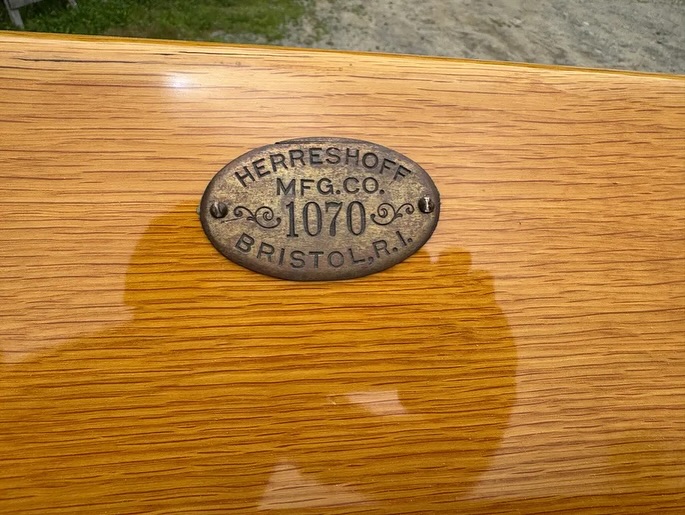 HERRESHOFF
MFG.CO.
1070
BRISTOL, R.I.